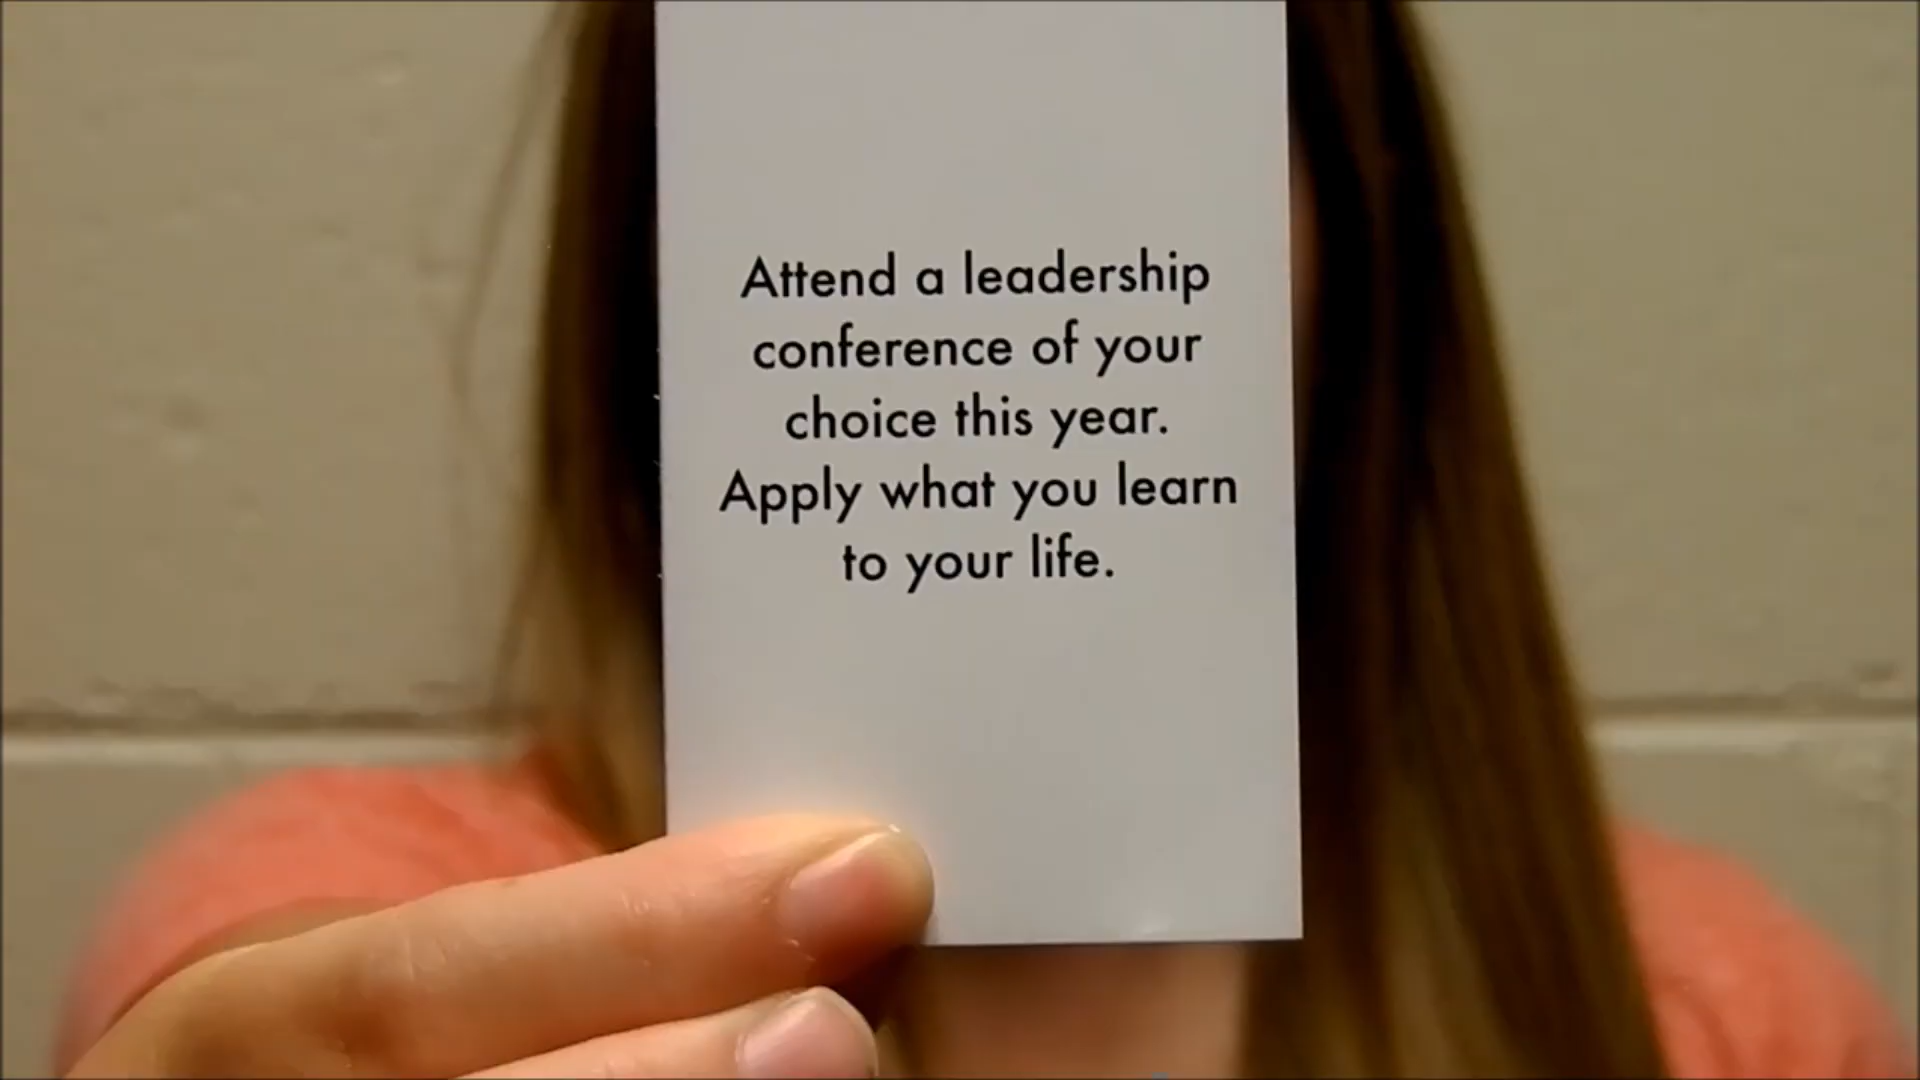 Attend a leadership
conference of your
choice this year.
Apply what you learn
to your life.